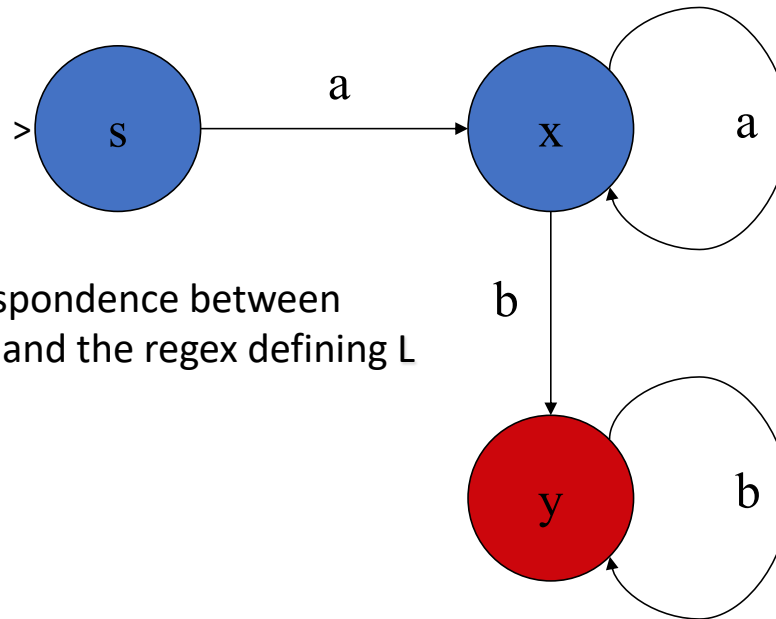 a
> s x a
spondence between
and the regex defining L
b
y b